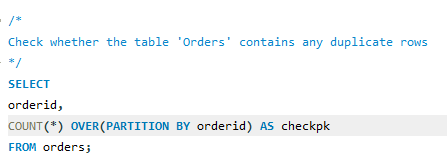 /*
Check whether the table 'Orders' contains any duplicate rows
*/
SELECT
orderid,
COUNT(*) OVER(PARTITION BY orderid) AS checkpk
FROM orders;